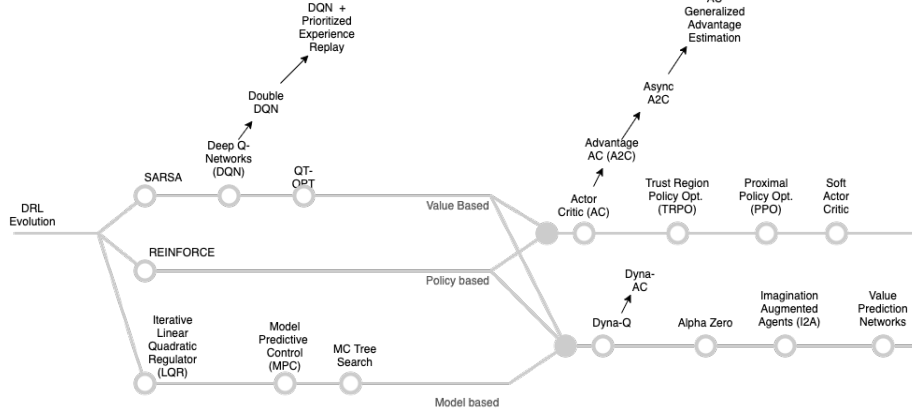 DQN +
Prioritized
Experience
Replay
Generalized
Advantage
Estimation
Double
DQN
Async
A2C
Deep Q-
Networks
(DQN)
Advantage
AC (A2C)
SARSA
QT-
OPT
Actor
Critic (AC)
Trust Region
Policy Opt.
(TRPO)
Proximal
Policy Opt.
(PPO)
Soft
Actor
Critic
DRL
Evolution
Value Based
REINFORCE
Policy based
Dyna-
AC
Iterative
Linear
Quadratic
Regulator
(LQR)
Model
Predictive
Control
(MPC)
MC Tree
Search
Dyna-Q
Alpha Zero
Imagination
Augmented
Agents (I2A)
Value
Prediction
Networks
Model based